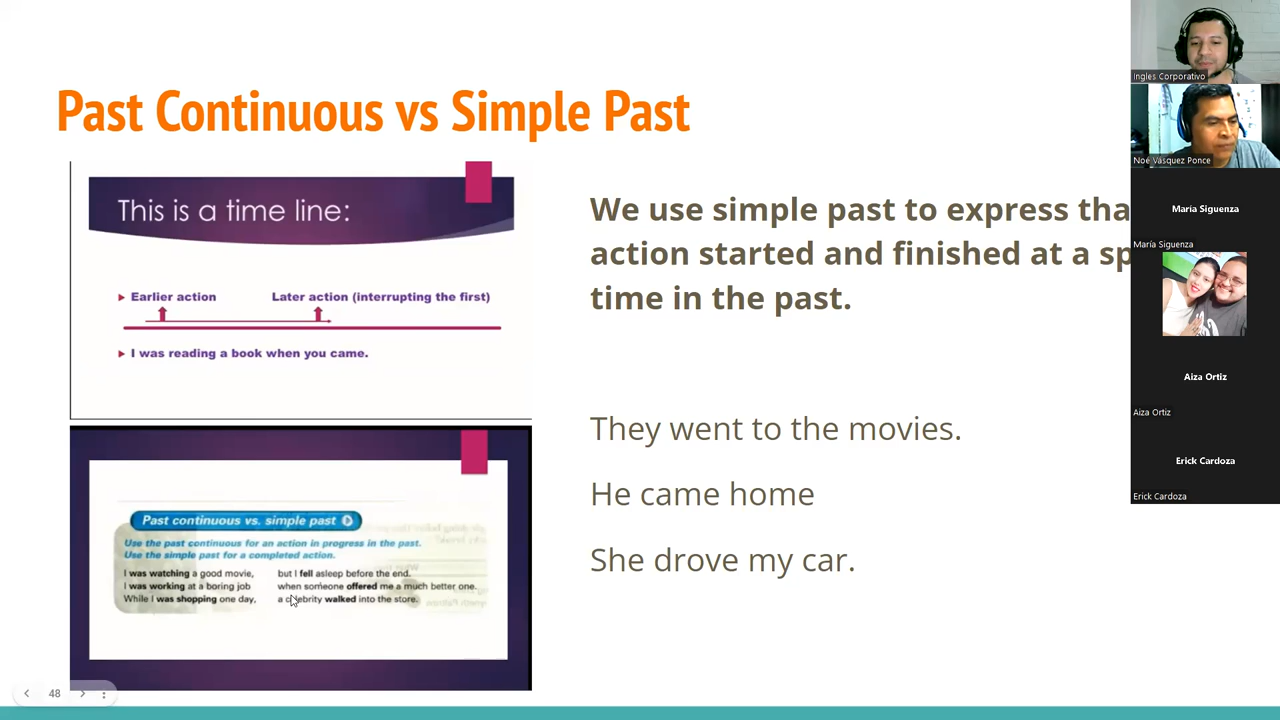 Past Continuous vs Simple Past
This is a time line:
Earlier action
Later action (interrupting the first)
I was reading a book when you came.
Past continuous vs. simple past
Use the past continuous for an action in progress in the past.
Use the simple past for a completed action.
I was watching a good movie, but I fell asleep before the end.
I was working at a boring job when someone offered me a much better one.
While I was shopping one day, a celebrity walked into the store.
We use simple past to express tha
action started and finished at a sp
time in the past.
They went to the movies.
He came home
She drove my car.
48
Ingles Corporativo
Noé Vásquez Ponce
María Siguenza
María Siguenza
Aiza Ortiz
Aiza Ortiz
Erick Cardoza
Erick Cardoza